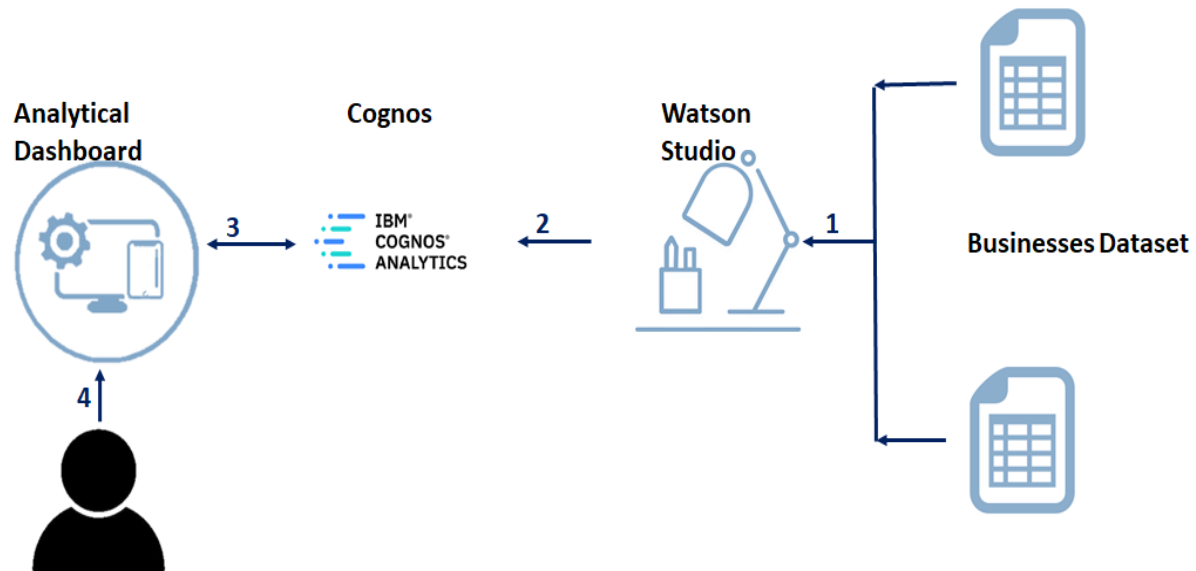 Analytical
Dashboard
Cognos
Watson
Studio
3
IBM®
COGNOS®
ANALYTICS
2
1
Businesses Dataset
4